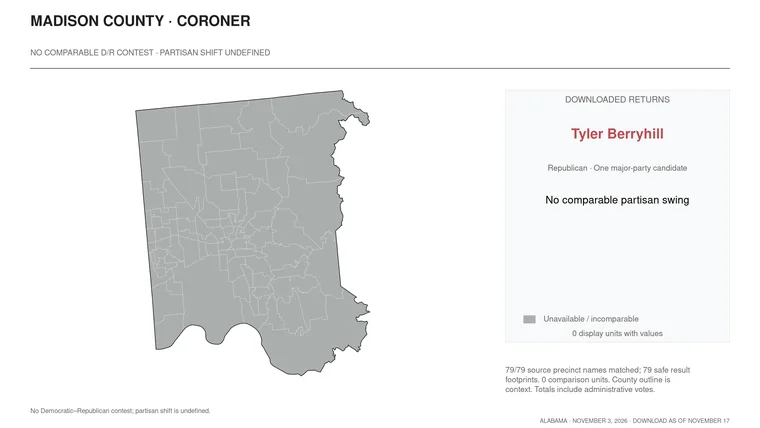 MADISON COUNTY · CORONER
NO COMPARABLE D/R CONTEST · PARTISAN SHIFT UNDEFINED
DOWNLOADED RETURNS
Tyler Berryhill
Republican · One major-party candidate
No comparable partisan swing
Unavailable / incomparable
0 display units with values
79/79 source precinct names matched; 79 safe result
footprints. 0 comparison units. County outline is
context. Totals include administrative votes.
No Democratic–Republican contest; partisan shift is undefined.
ALABAMA · NOVEMBER 3, 2026 · DOWNLOAD AS OF NOVEMBER 17